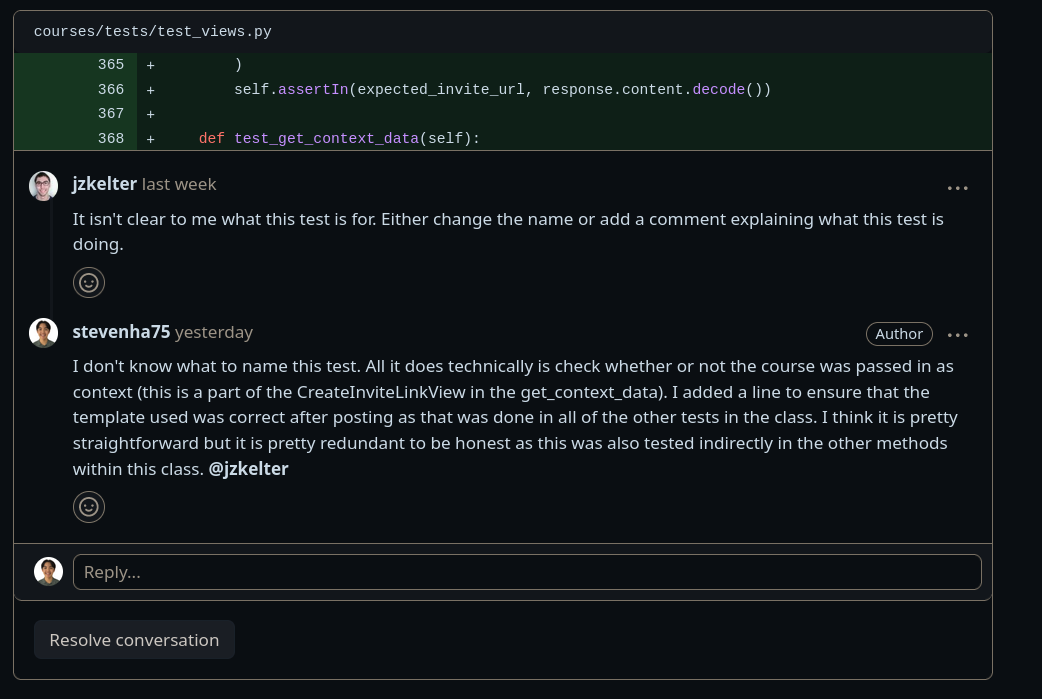 courses/tests/test_views.py
365 + )
366 + self.assertIn(expected_invite_url, response.content.decode())
367 +
368 + def test_get_context_data(self):
jzkelter last week
It isn't clear to me what this test is for. Either change the name or add a comment explaining what this test is
doing.
stevenha75 yesterday Author
I don't know what to name this test. All it does technically is check whether or not the course was passed in as
context (this is a part of the CreateInviteLinkView in the get_context_data). I added a line to ensure that the
template used was correct after posting as that was done in all of the other tests in the class. I think it is pretty
straightforward but it is pretty redundant to be honest as this was also tested indirectly in the other methods
within this class. @jzkelter
Reply...
Resolve conversation